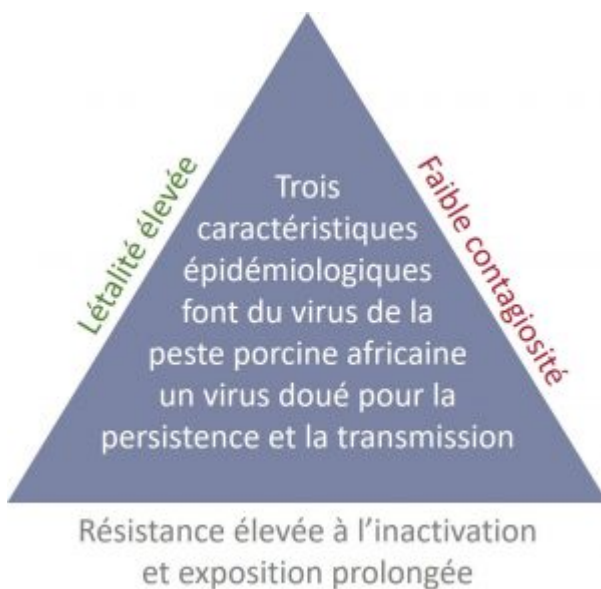 Létalité élevée
Faible contagiosité
Trois
caractéristiques
épidémiologiques
font du virus de la
peste porcine africaine
un virus doué pour la
persistence et la transmission
Résistance élevée à l'inactivation
et exposition prolongée